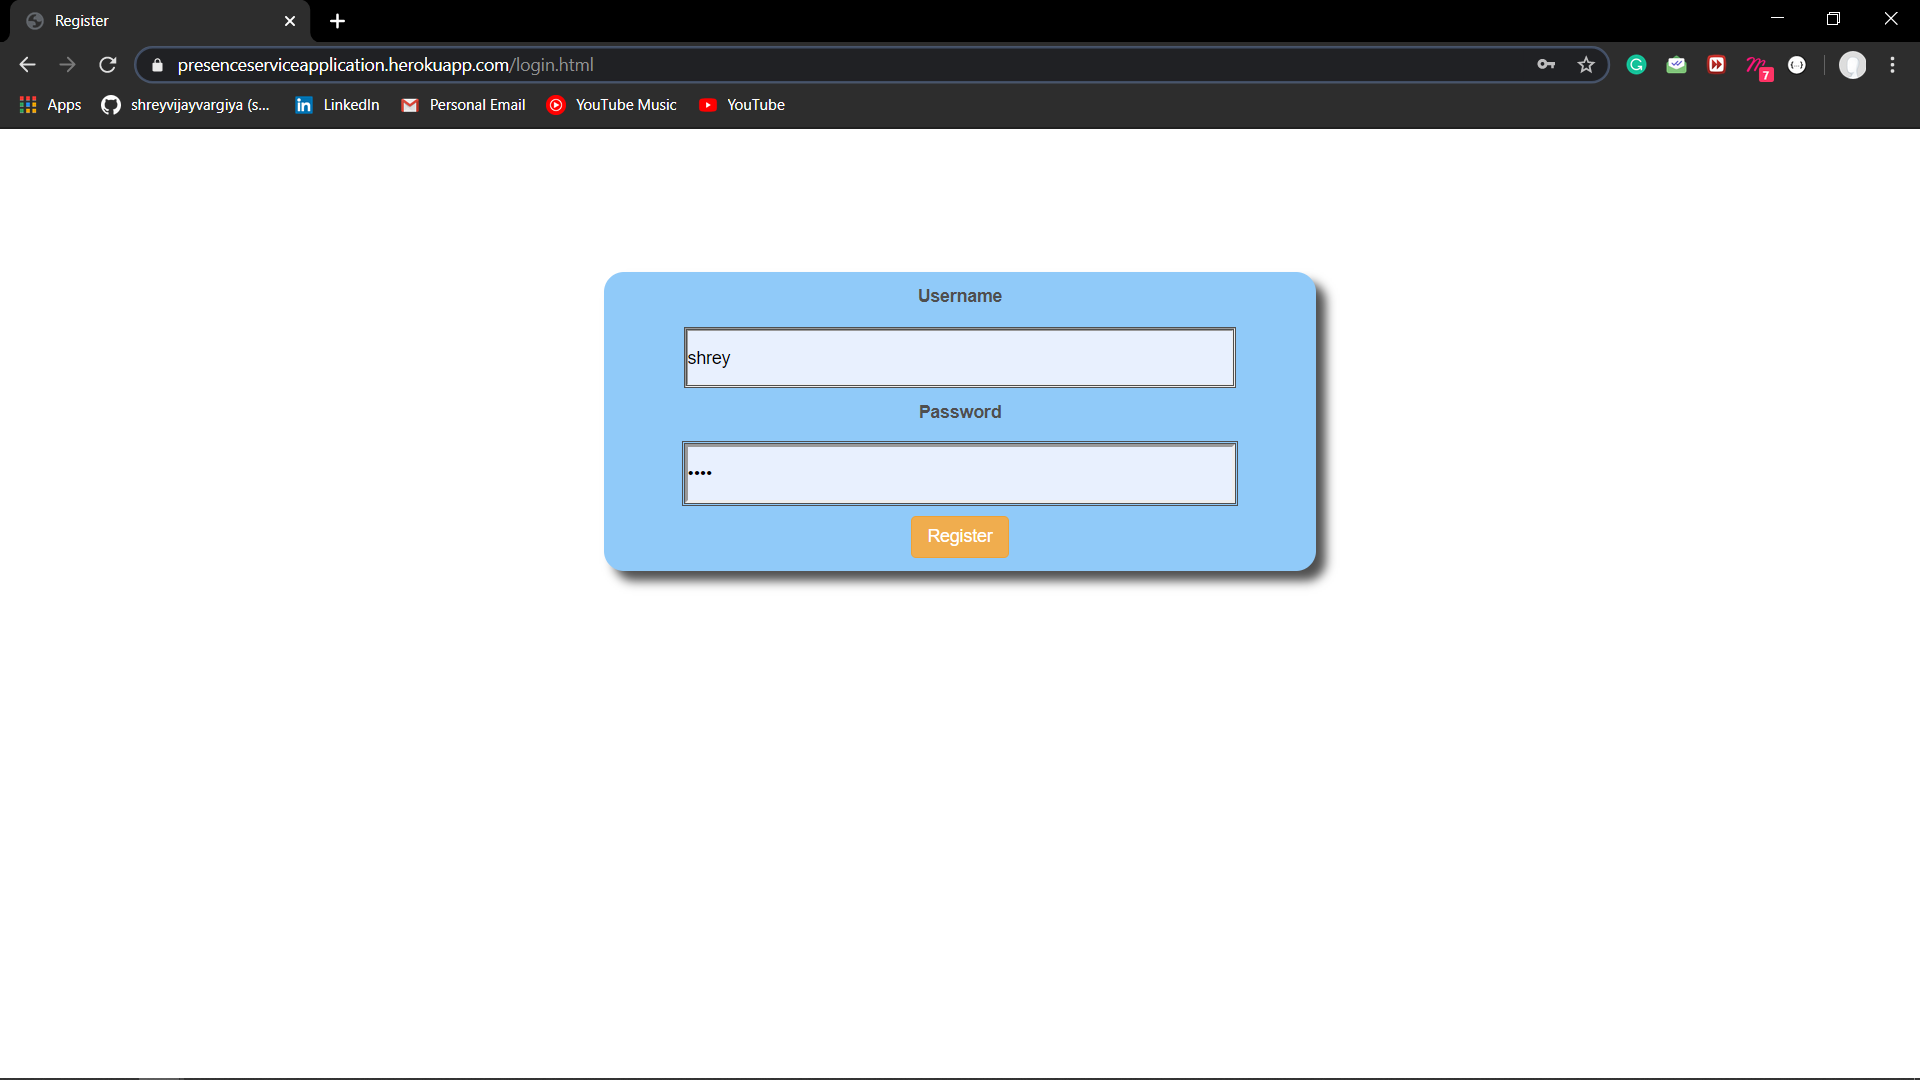 Register
presenceserviceapplication.herokuapp.com/login.html
7
Apps shreyvijayvargiya (s... LinkedIn Personal Email YouTube Music YouTube
Username
shrey
Password
••••
Register